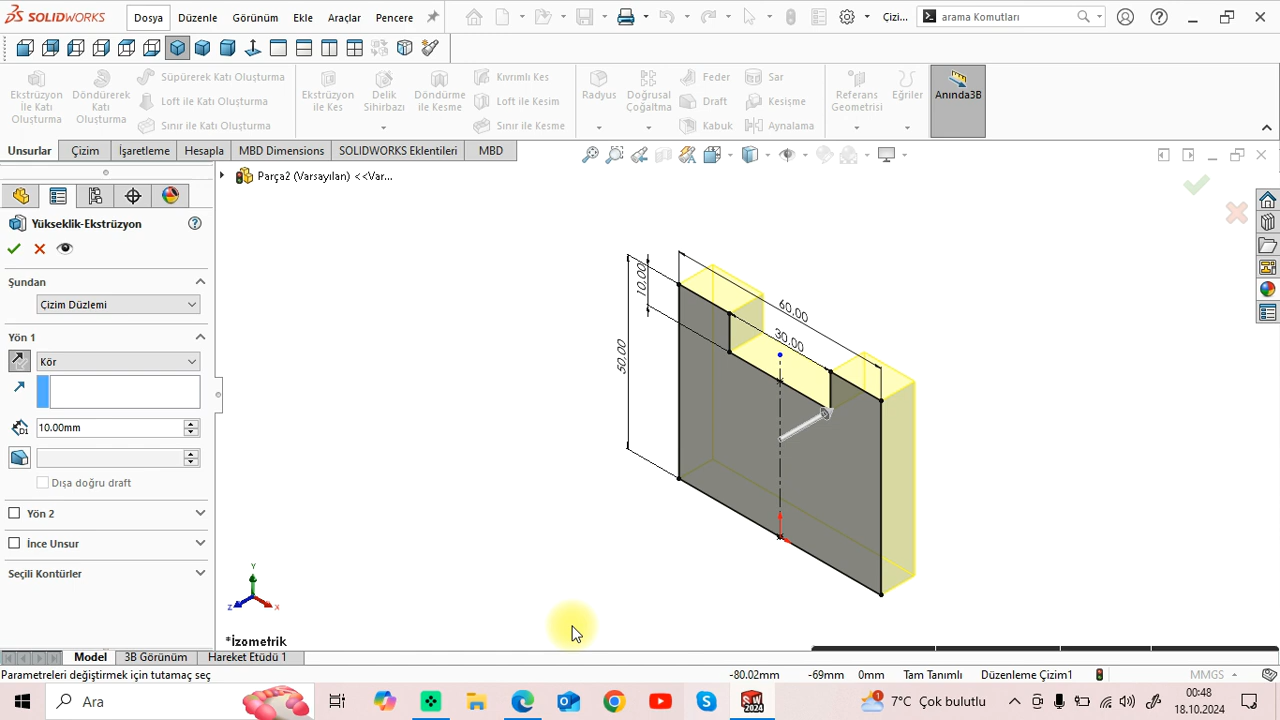 SOLIDWORKS Dosya Düzenle Görünüm Ekle Araçlar Pencere Çizi... arama Komutları
Ekstrüzyon ile Katı Oluşturma
Döndürerek Katı Oluşturma
Süpürerek Katı Oluşturma
Loft ile Katı Oluşturma
Sınır ile Katı Oluşturma
Ekstrüzyon ile Kes
Delik Sihirbazı
Döndürme ile Kesme
Kıvrımlı Kes
Loft ile Kesim
Sınır ile Kesme
Radyus
Doğrusal Çoğaltma
Feder
Draft
Kabuk
Sar
Kesişme
Aynalama
Referans Geometrisi
Eğriler
Anında3B
Unsurlar Çizim İşaretleme Hesapla MBD Dimensions SOLIDWORKS Eklentileri MBD
Parça2 (Varsayılan) <<Var...
Yükseklik-Ekstrüzyon
Şundan
Çizim Düzlemi
Yön 1
Kör
D1
10.00mm
Dışa doğru draft
Yön 2
İnce Unsur
Seçili Kontürler
10.00
60.00
30.00
50.00
Y
Z
X
*İzometrik
Model 3B Görünüm Hareket Etüdü 1
Parametreleri değiştirmek için tutamaç seç -80.02mm -69mm 0mm Tam Tanımlı Düzenleme Çizim1 MMGS
Ara
SW
2024
7°C Çok bulutlu
00:48
18.10.2024